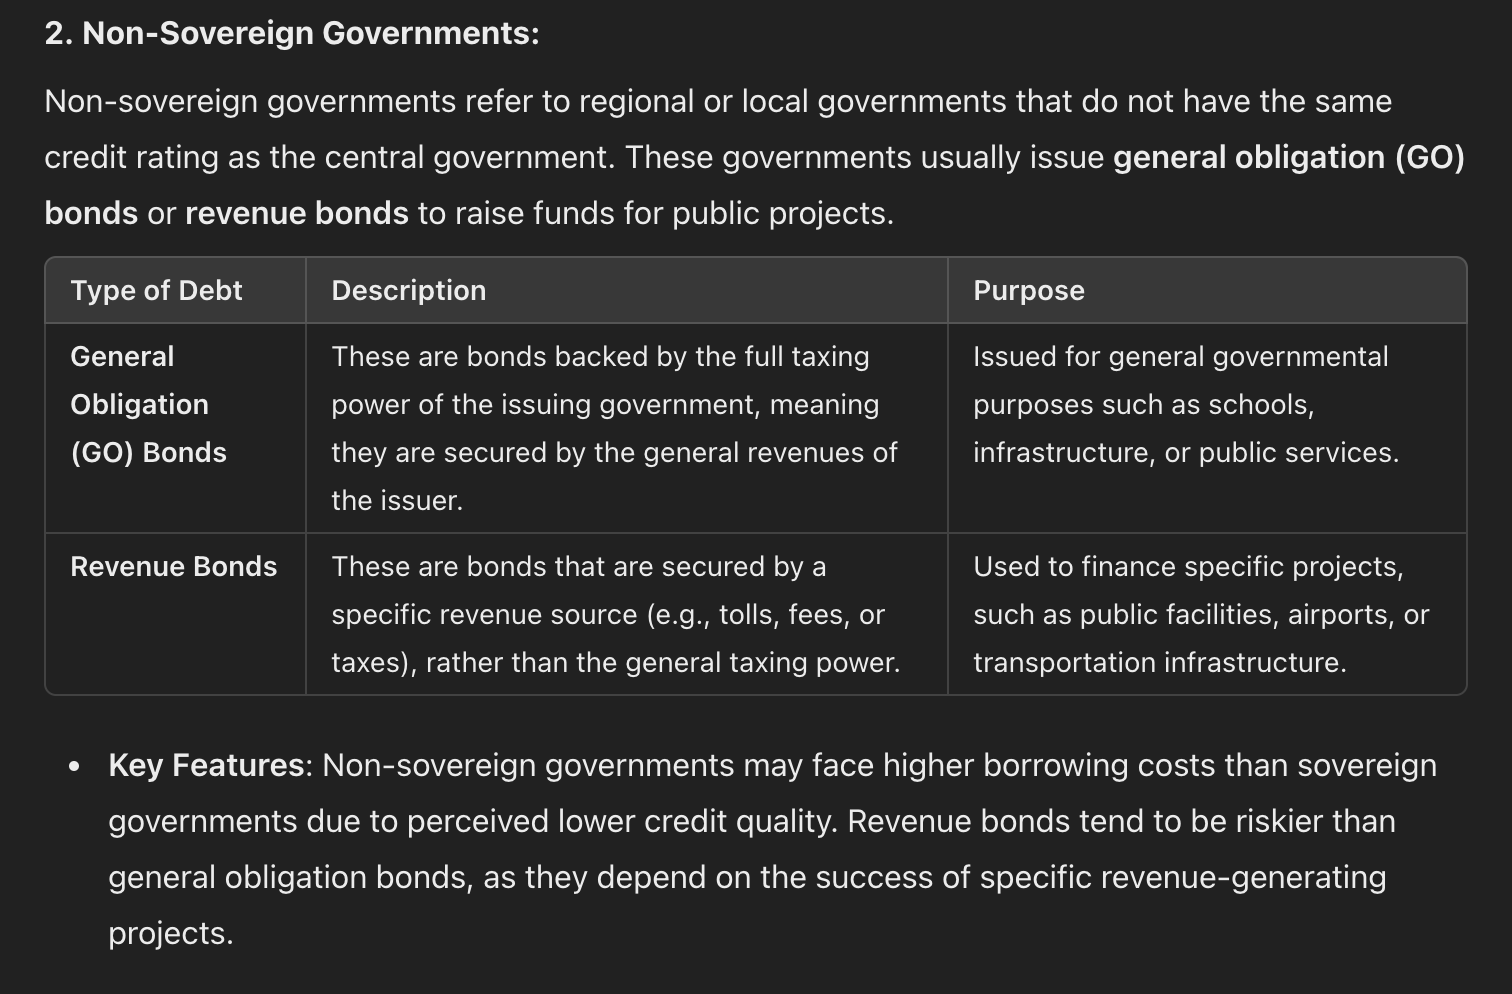 2. Non-Sovereign Governments:
Non-sovereign governments refer to regional or local governments that do not have the same
credit rating as the central government. These governments usually issue general obligation (GO)
bonds or revenue bonds to raise funds for public projects.
Type of Debt
Description
Purpose
General
Obligation
(GO) Bonds
These are bonds backed by the full taxing
power of the issuing government, meaning
they are secured by the general revenues of
the issuer.
Issued for general governmental
purposes such as schools,
infrastructure, or public services.
Revenue Bonds
These are bonds that are secured by a
specific revenue source (e.g., tolls, fees, or
taxes), rather than the general taxing power.
Used to finance specific projects,
such as public facilities, airports, or
transportation infrastructure.
• Key Features: Non-sovereign governments may face higher borrowing costs than sovereign
governments due to perceived lower credit quality. Revenue bonds tend to be riskier than
general obligation bonds, as they depend on the success of specific revenue-generating
projects.